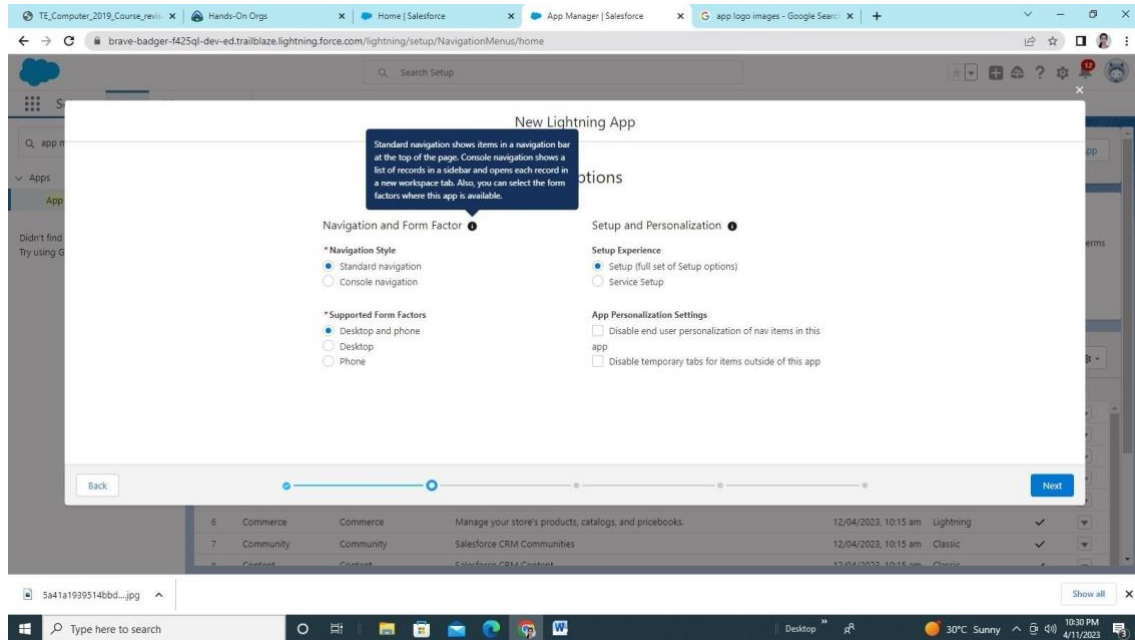 TE_Computer_2019_Course_revis
Hands-On Orgs
Home | Salesforce
App Manager | Salesforce
app logo images - Google Searc
brave-badger-f425ql-dev-ed.trailblaze.lightning.force.com/lightning/setup/NavigationMenus/home
Search Setup
12
New Lightning App
Apps
App
Didn't find
Try using G
Standard navigation shows items in a navigation bar
at the top of the page. Console navigation shows a
list of records in a sidebar and opens each record in
a new workspace tab. Also, you can select the form
factors where this app is available.
Navigation and Form Factor
*Navigation Style
Standard navigation
Console navigation
*Supported Form Factors
Desktop and phone
Desktop
Phone
Setup and Personalization
Setup Experience
Setup (full set of Setup options)
Service Setup
App Personalization Settings
Disable end user personalization of nav items in this
app
Disable temporary tabs for items outside of this app
Back
Next
6 Commerce Commerce Manage your store's products, catalogs, and pricebooks. 12/04/2023, 10:15 am Lightning
7 Community Community Salesforce CRM Communities 12/04/2023, 10:15 am Classic
5a41a1939514bbd....jpg
Show all
Type here to search
Desktop
30°C Sunny
10:30 PM
4/11/2023